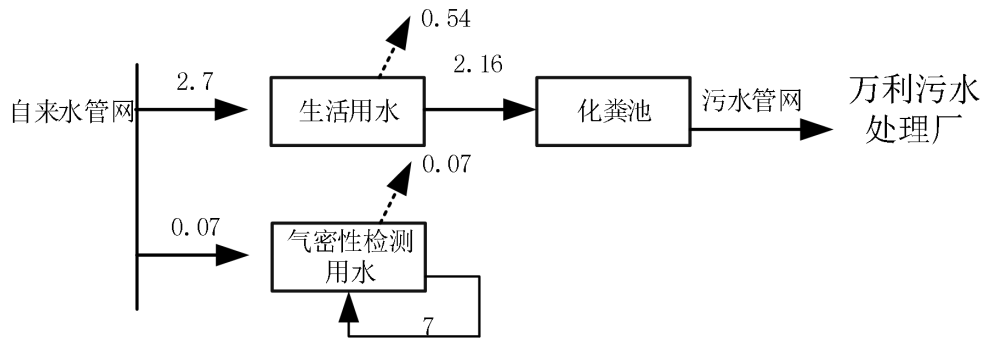 0.54
2.7
2.16
自来水管网
生活用水
化粪池
污水管网
万利污水
处理厂
0.07
0.07
气密性检测
用水
7